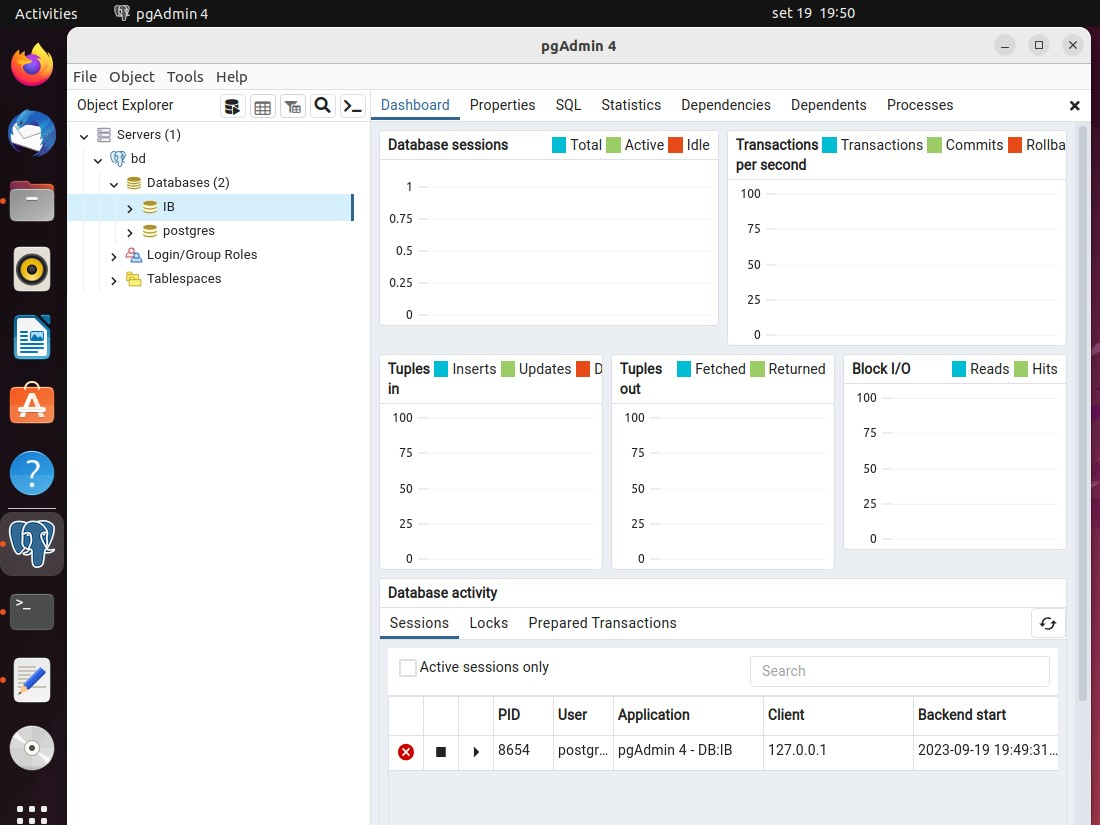 Activities pgAdmin 4 set 19 19:50
pgAdmin 4
File Object Tools Help
Object Explorer
Dashboard Properties SQL Statistics Dependencies Dependents Processes
Servers (1)
bd
Databases (2)
IB
postgres
Login/Group Roles
Tablespaces
Database sessions Total Active Idle
1
0.75
0.5
0.25
0
Transactions per second Transactions Commits Rollba
100
75
50
25
0
Tuples in Inserts Updates D
100
75
50
25
0
Tuples out Fetched Returned
100
75
50
25
0
Block I/O Reads Hits
100
75
50
25
0
Database activity
Sessions Locks Prepared Transactions
Active sessions only Search
PID User Application Client Backend start
8654 postgr... pgAdmin 4 - DB:IB 127.0.0.1 2023-09-19 19:49:31...